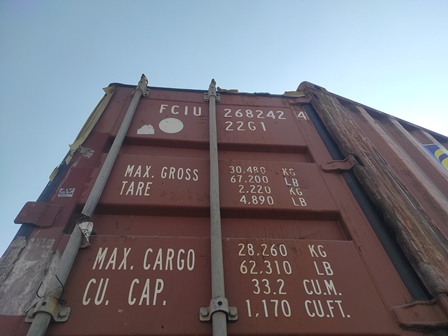 FCIU 268242 4
22G1
MAX. GROSS 30.480 KG
67.200 LB
TARE 2.220 KG
4.890 LB
MAX. CARGO 28.260 KG
62.310 LB
CU. CAP. 33.2 CU.M.
1,170 CU.FT.